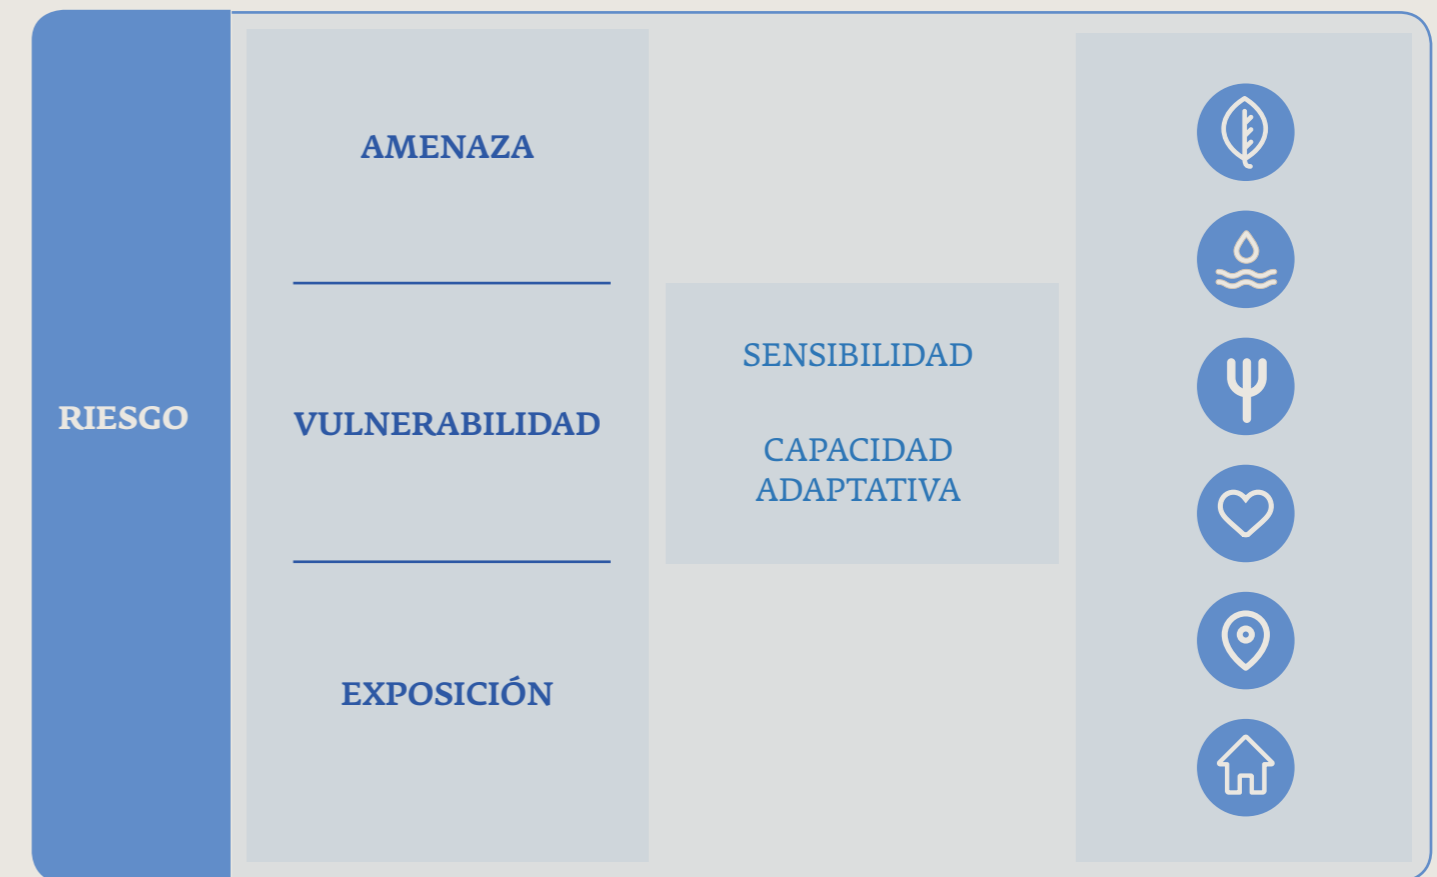 RIESGO
AMENAZA
VULNERABILIDAD
EXPOSICIÓN
SENSIBILIDAD
CAPACIDAD
ADAPTATIVA